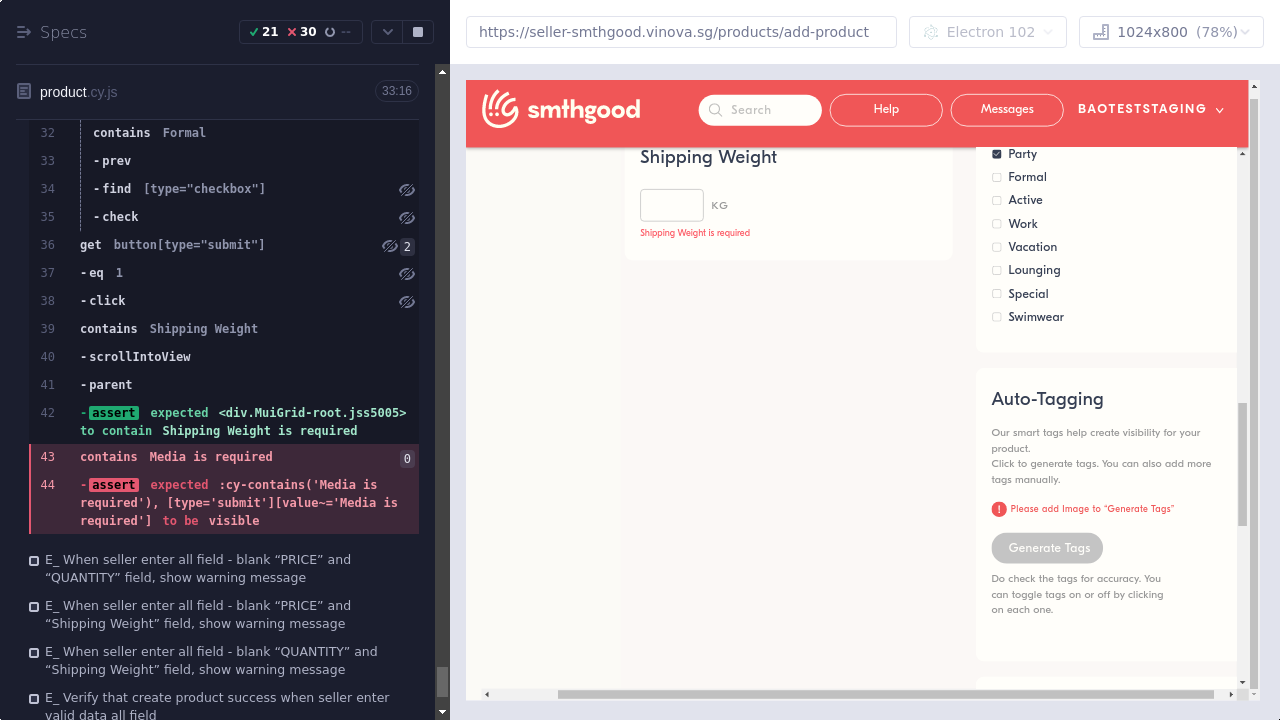 Specs
21
30
--
product.cy.js
33:16
32 contains Formal
33 -prev
34 -find [type="checkbox"]
35 -check
36 get button[type="submit"] 2
37 -eq 1
38 -click
39 contains Shipping Weight
40 -scrollIntoView
41 -parent
42 -assert expected <div.MuiGrid-root.jss5005>
to contain Shipping Weight is required
43 contains Media is required 0
44 -assert expected :cy-contains('Media is
required'), [type='submit'][value~='Media is
required'] to be visible
E_ When seller enter all field - blank “PRICE” and
“QUANTITY” field, show warning message
E_ When seller enter all field - blank “PRICE” and
“Shipping Weight” field, show warning message
E_ When seller enter all field - blank “QUANTITY” and
“Shipping Weight” field, show warning message
E_ Verify that create product success when seller enter
valid data all field
https://seller-smthgood.vinova.sg/products/add-product
Electron 102
1024x800 (78%)
smthgood
Search
Help
Messages
BAOTESTSTAGING
Shipping Weight
KG
Shipping Weight is required
Party
Formal
Active
Work
Vacation
Lounging
Special
Swimwear
Auto-Tagging
Our smart tags help create visibility for your
product.
Click to generate tags. You can also add more
tags manually.
! Please add Image to “Generate Tags”
Generate Tags
Do check the tags for accuracy. You
can toggle tags on or off by clicking
on each one.